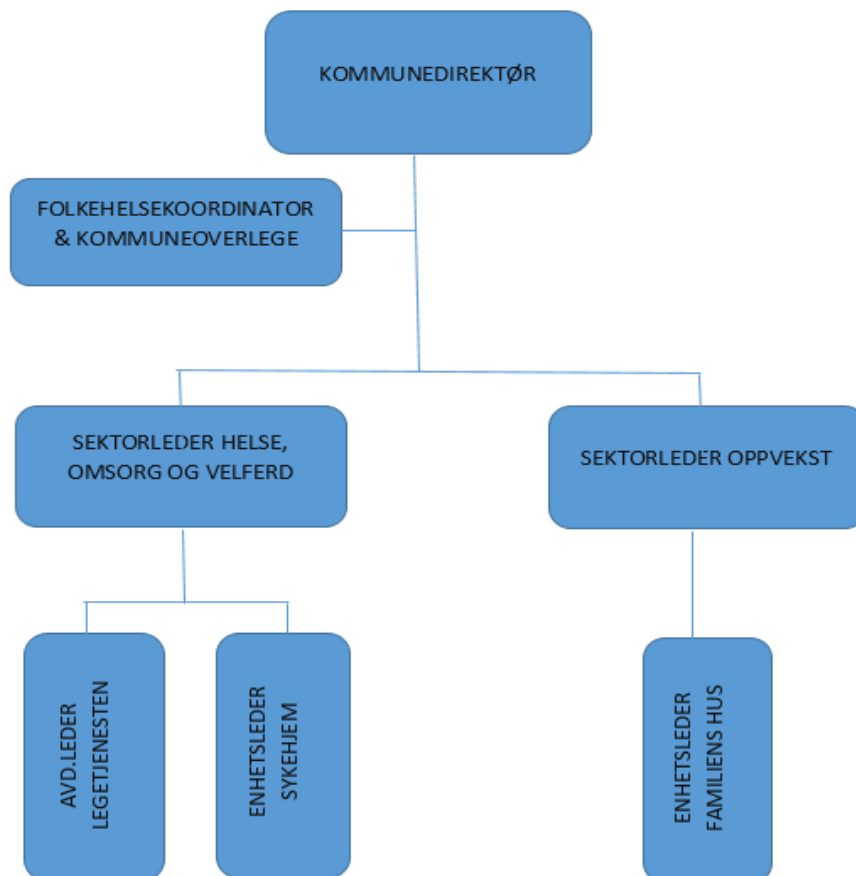 KOMMUNEDIREKTØR
FOLKEHELSEKOORDINATOR
& KOMMUNEOVERLEGE
SEKTORLEDER HELSE,
OMSORG OG VELFERD
SEKTORLEDER OPPVEKST
AVD.LEDER
LEGETJENESTEN
ENHETSLEDER
SYKEHJEM
ENHETSLEDER
FAMILIENS HUS